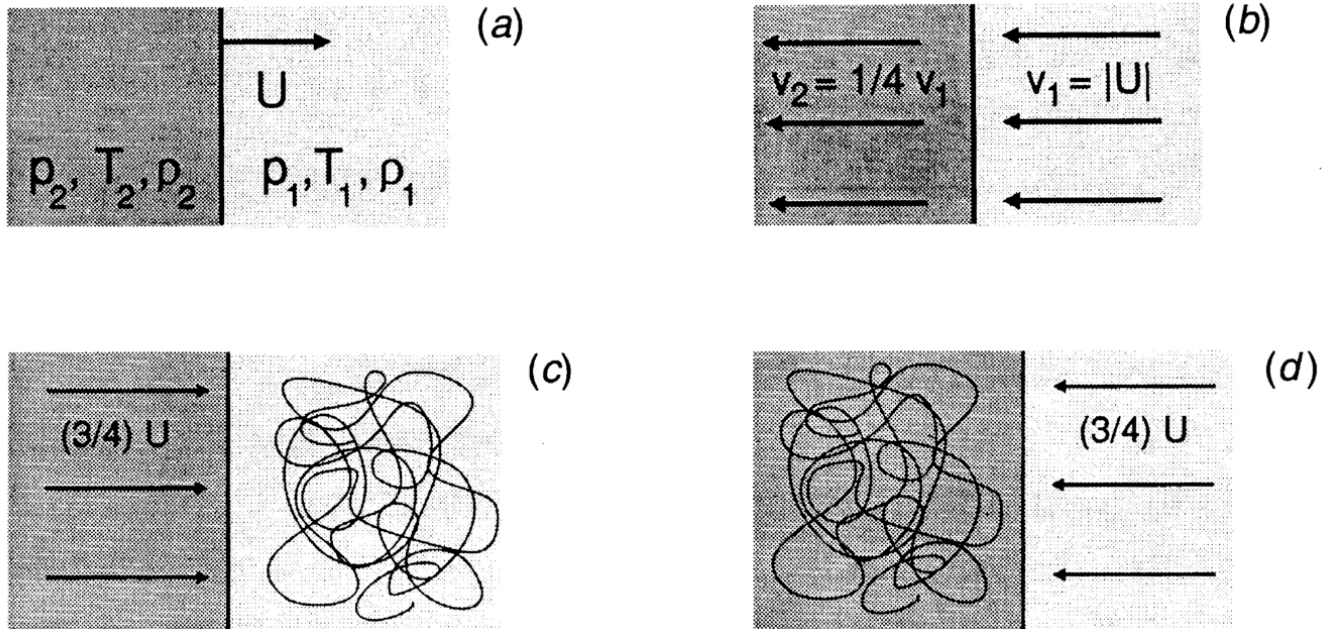 (a)
U
p₂, T₂, ρ₂
p₁, T₁, ρ₁
(b)
v₂ = 1/4 v₁
v₁ = |U|
(c)
(3/4) U
(d)
(3/4) U